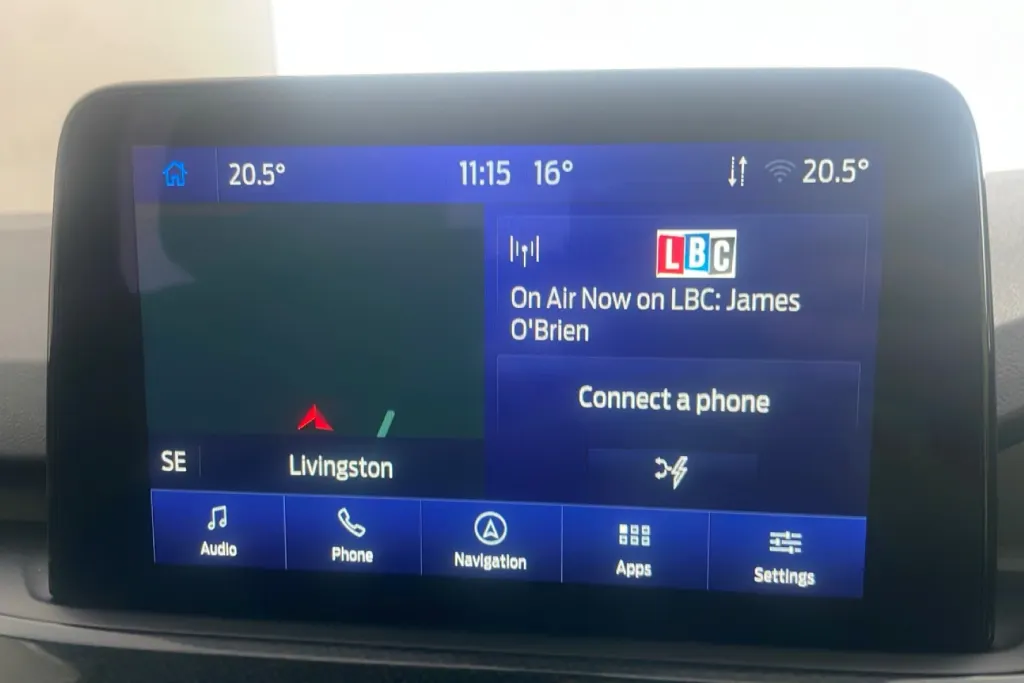 20.5° 11:15 16° 20.5°
LBC
On Air Now on LBC: James
O'Brien
Connect a phone
SE Livingston
Audio Phone Navigation Apps Settings